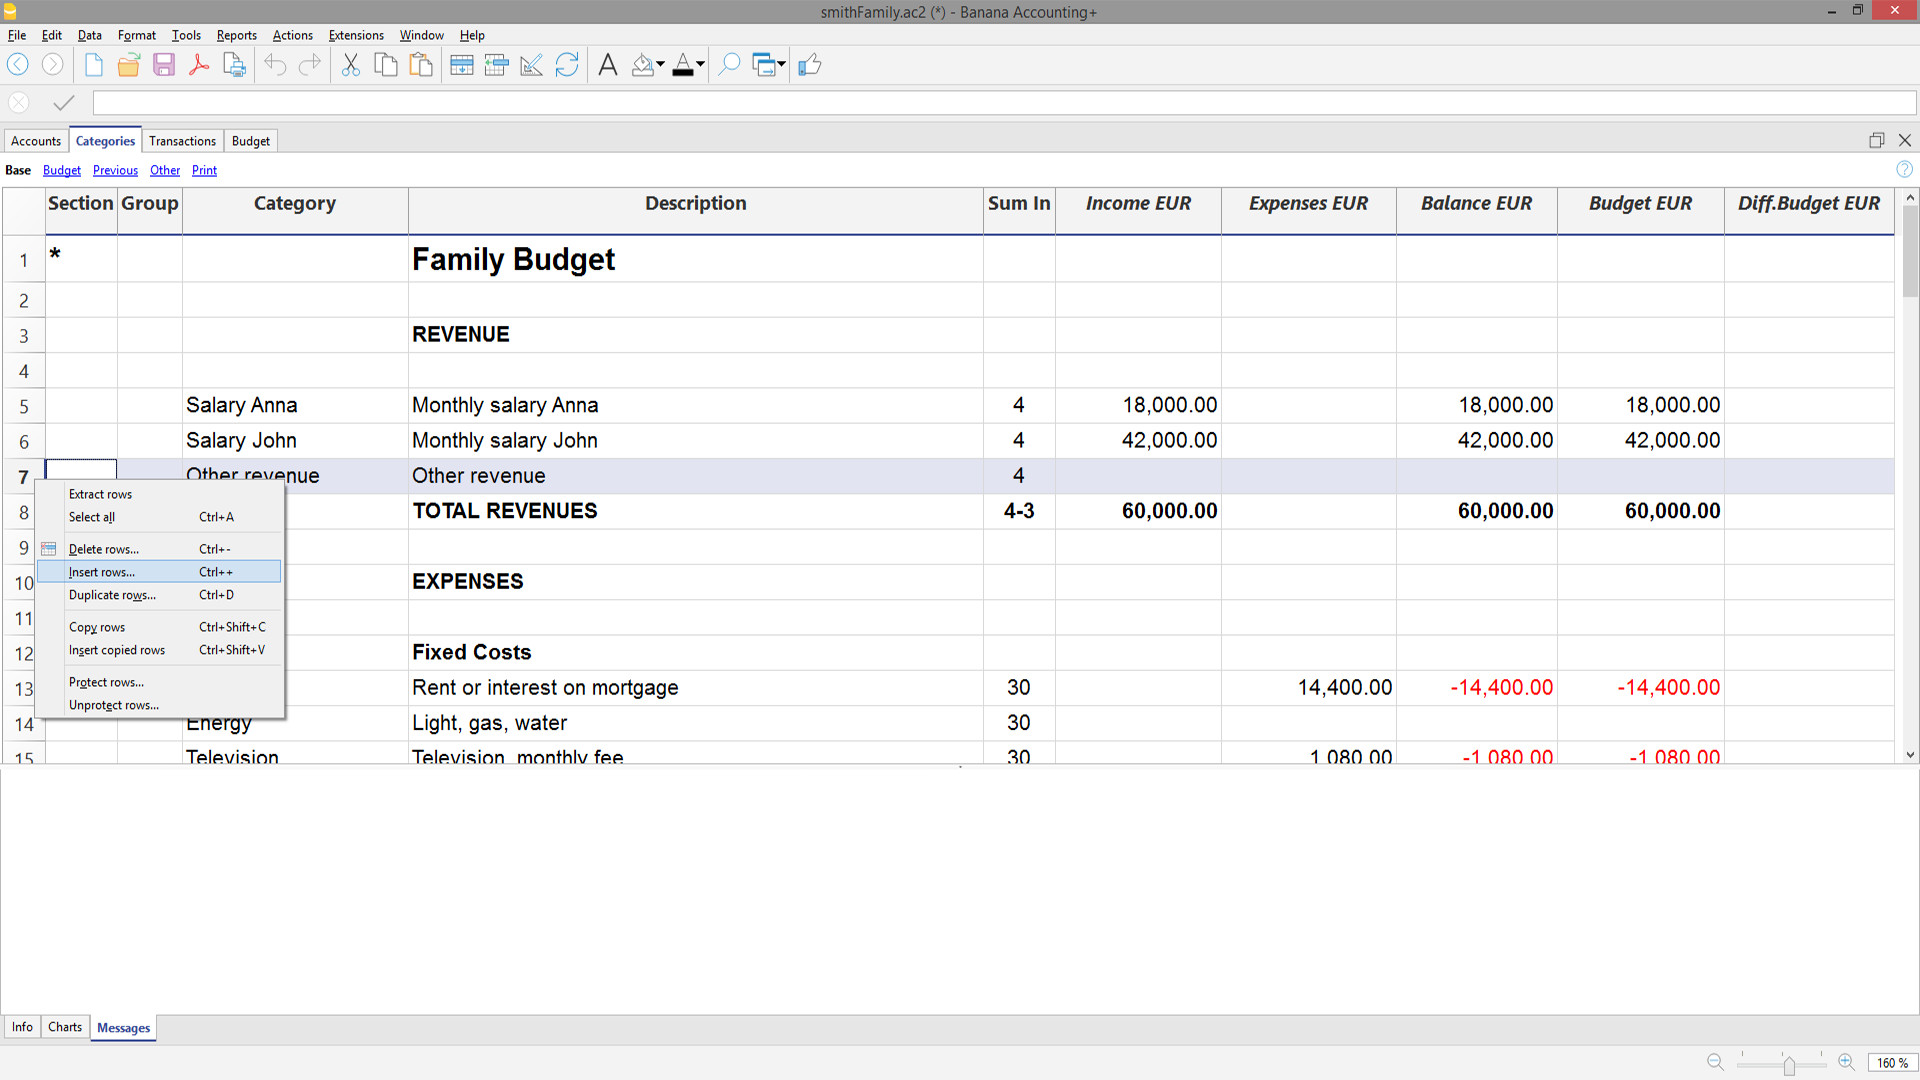 smithFamily.ac2 (*) - Banana Accounting+
File Edit Data Format Tools Reports Actions Extensions Window Help
Accounts Categories Transactions Budget
Base Budget Previous Other Print
Section Group Category Description Sum In Income EUR Expenses EUR Balance EUR Budget EUR Diff.Budget EUR
1 * Family Budget
2
3 REVENUE
4
5 Salary Anna Monthly salary Anna 4 18,000.00 18,000.00 18,000.00
6 Salary John Monthly salary John 4 42,000.00 42,000.00 42,000.00
7 Other revenue Other revenue 4
8 TOTAL REVENUES 4-3 60,000.00 60,000.00 60,000.00
9
10 EXPENSES
11
12 Fixed Costs
13 Rent or interest on mortgage 30 14,400.00 -14,400.00 -14,400.00
14 Energy Light, gas, water 30
15 Television Television, monthly fee 30 1,080.00 -1,080.00 -1,080.00
Extract rows
Select all Ctrl+A
Delete rows... Ctrl+-
Insert rows... Ctrl++
Duplicate rows... Ctrl+D
Copy rows Ctrl+Shift+C
Insert copied rows Ctrl+Shift+V
Protect rows...
Unprotect rows...
Info Charts Messages
160 %